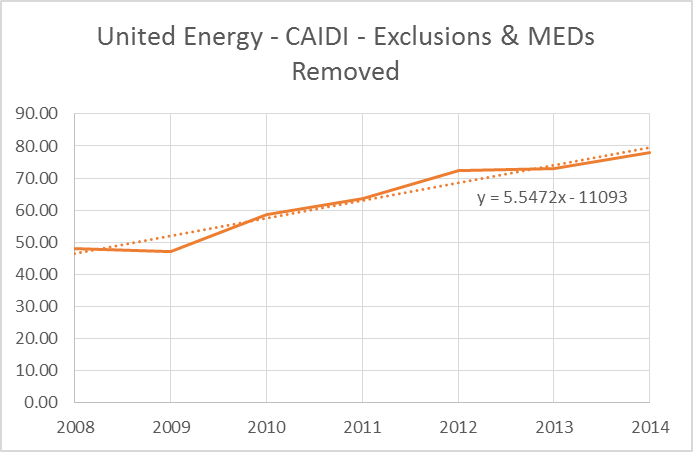 United Energy - CAIDI - Exclusions & MEDs
Removed
90.00
80.00
70.00
y = 5.5472x - 11093
60.00
50.00
40.00
30.00
20.00
10.00
0.00
2008 2009 2010 2011 2012 2013 2014